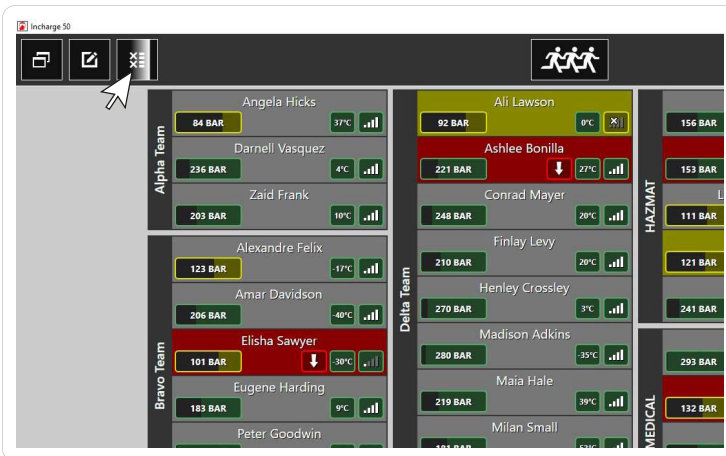 Incharge 50
Alpha Team
Angela Hicks
84 BAR 37°C
Darnell Vasquez
236 BAR 4°C
Zaid Frank
203 BAR 10°C
Bravo Team
Alexandre Felix
123 BAR -17°C
Amar Davidson
206 BAR -40°C
Elisha Sawyer
101 BAR -30°C
Eugene Harding
183 BAR 9°C
Peter Goodwin
Delta Team
Ali Lawson
92 BAR 0°C
Ashlee Bonilla
221 BAR 27°C
Conrad Mayer
248 BAR 20°C
Finlay Levy
210 BAR 20°C
Henley Crossley
270 BAR 3°C
Madison Adkins
280 BAR -35°C
Maia Hale
219 BAR 39°C
Milan Small
HAZMAT
156 BAR
153 BAR
L
111 BAR
121 BAR
241 BAR
MEDICAL
293 BAR
132 BAR